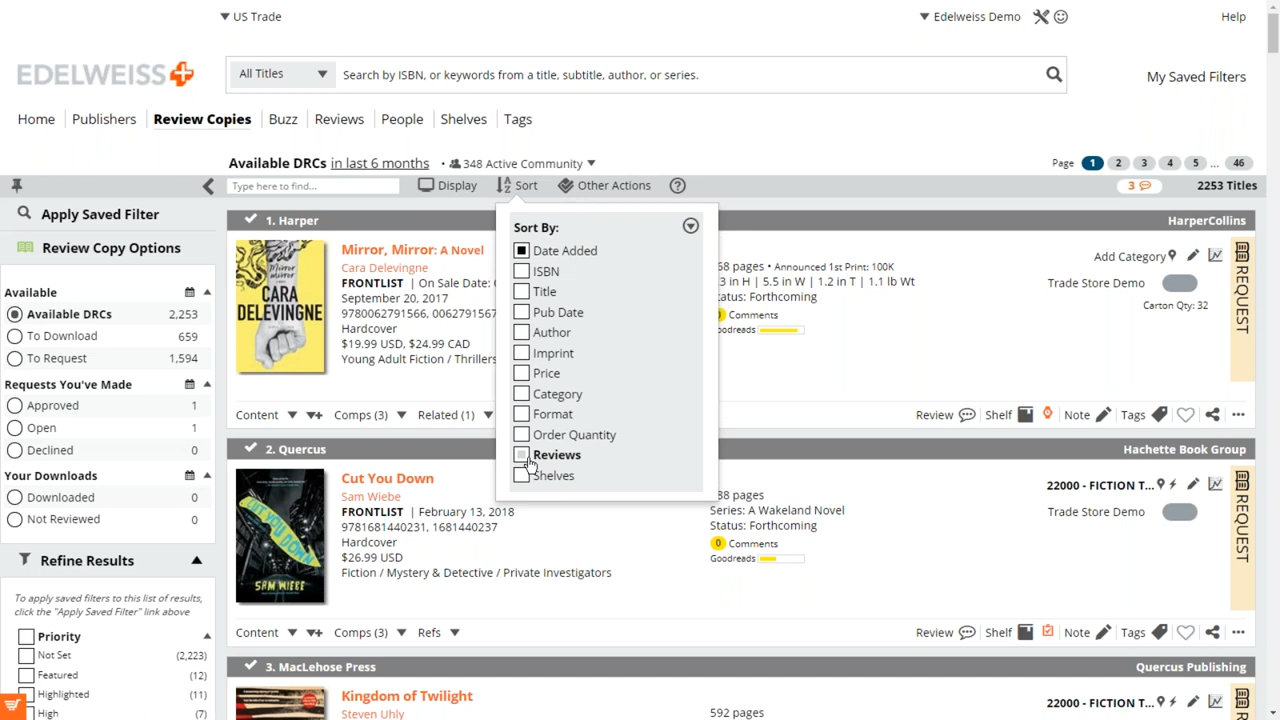 US Trade
Edelweiss Demo
Help
EDELWEISS
All Titles
Search by ISBN, or keywords from a title, subtitle, author, or series.
My Saved Filters
Home
Publishers
Review Copies
Buzz
Reviews
People
Shelves
Tags
Available DRCs in last 6 months • 348 Active Community
Page 1 2 3 4 5 ... 46
Type here to find...
Display
Sort
Other Actions
3
2253 Titles
Apply Saved Filter
Review Copy Options
Available
Available DRCs 2,253
To Download 659
To Request 1,594
Requests You've Made
Approved 1
Open 1
Declined 0
Your Downloads
Downloaded 0
Not Reviewed 0
Refine Results
To apply saved filters to this list of results,
click the "Apply Saved Filter" link above
Priority
Not Set (2,223)
Featured (12)
Highlighted (11)
High (7)
Sort By:
Date Added
ISBN
Title
Pub Date
Author
Imprint
Price
Category
Format
Order Quantity
Reviews
Shelves
1. Harper
HarperCollins
mirror
mirror
CARA
DELEVINGNE
Mirror, Mirror: A Novel
Cara Delevingne
FRONTLIST | On Sale Date:
September 20, 2017
9780062791566, 0062791567
Hardcover
$19.99 USD, $24.99 CAD
Young Adult Fiction / Thrillers
68 pages • Announced 1st Print: 100K
3 in H | 5.5 in W | 1.2 in T | 1.1 lb Wt
tatus: Forthcoming
Comments
oodreads
Add Category
Trade Store Demo
Carton Qty: 32
REQUEST
Content
Comps (3)
Related (1)
Review
Shelf
Note
Tags
2. Quercus
Hachette Book Group
CUT YOU DOWN
SAM WIEBE
Cut You Down
Sam Wiebe
FRONTLIST | February 13, 2018
9781681440231, 1681440237
Hardcover
$26.99 USD
Fiction / Mystery & Detective / Private Investigators
38 pages
Series: A Wakeland Novel
Status: Forthcoming
0 Comments
Goodreads
22000 - FICTION T...
Trade Store Demo
REQUEST
Content
Comps (3)
Refs
Review
Shelf
Note
Tags
3. MacLehose Press
Quercus Publishing
Kingdom of Twilight
Steven Uhly
592 pages
22000 - FICTION T...